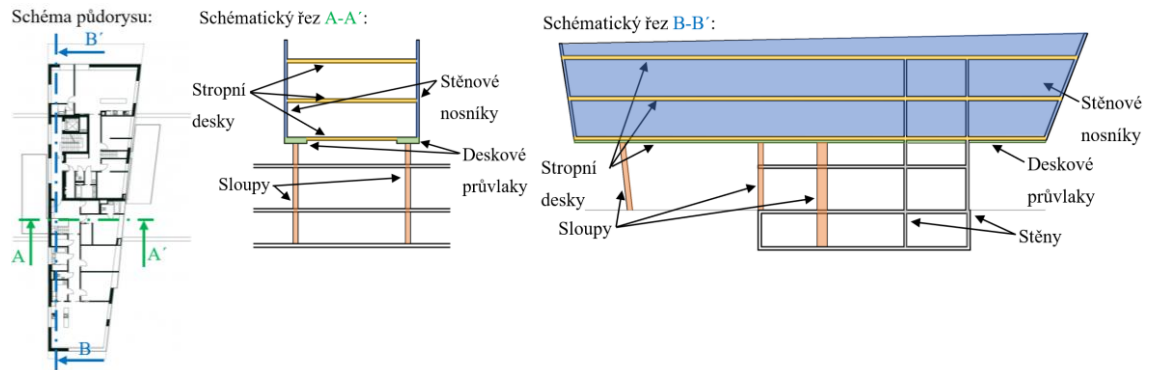 Schéma půdorysu:
B´
A
A´
B
Schématický řez A-A´:
Stropní
desky
Stěnové
nosníky
Deskové
průvlaky
Sloupy
Schématický řez B-B´:
Stěnové
nosníky
Stropní
desky
Deskové
průvlaky
Sloupy
Stěny